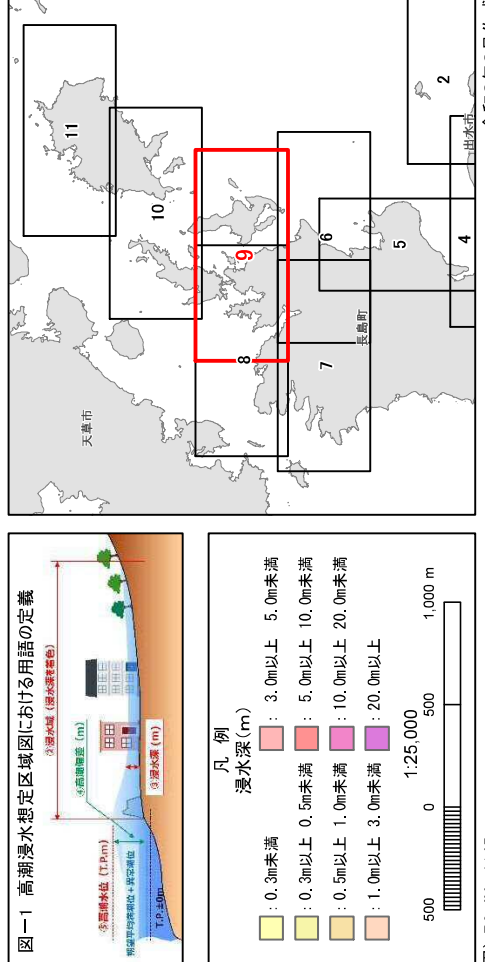 図－1　高潮浸水想定区域図における用語の定義
②浸水域（浸水深を着色）
④高潮偏差（m）
⑤高潮水位（T.P.m）
朔望平均満潮位＋異常潮位
①浸水深（m）
T.P.±0m
凡　例
浸水深(m)
：0.3m未満
：0.3m以上 0.5m未満
：0.5m以上 1.0m未満
：1.0m以上 3.0m未満
：3.0m以上 5.0m未満
：5.0m以上 10.0m未満
：10.0m以上 20.0m未満
：20.0m以上
1:25,000
500　0　500　1,000 m
天草市
11
10
9
8
6
7
5
長島町
4
出水市
2